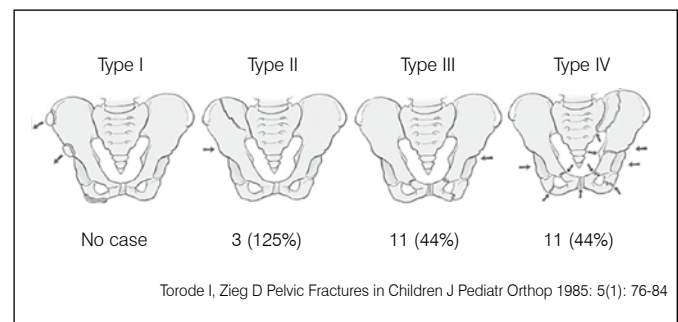 Type I Type II Type III Type IV
No case 3 (125%) 11 (44%) 11 (44%)
Torode I, Zieg D Pelvic Fractures in Children J Pediatr Orthop 1985: 5(1): 76-84